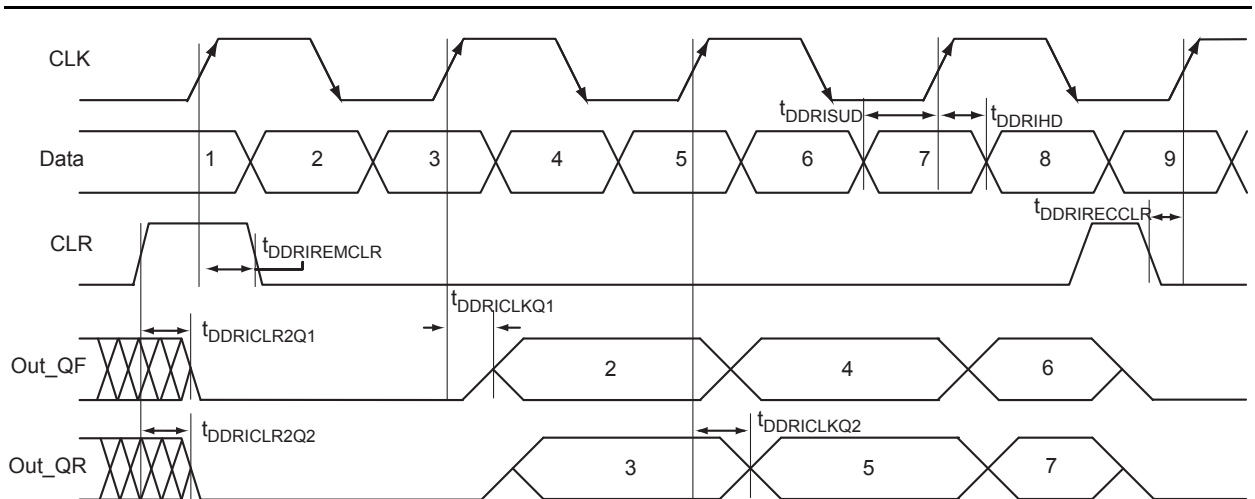 CLK
tDDRISUD
tDDRIHD
Data
1 2 3 4 5 6 7 8 9
tDDRIRECCLR
CLR
tDDRIREMCLR
tDDRICLKQ1
tDDRICLR2Q1
Out_QF
2 4 6
tDDRICLR2Q2
tDDRICLKQ2
Out_QR
3 5 7